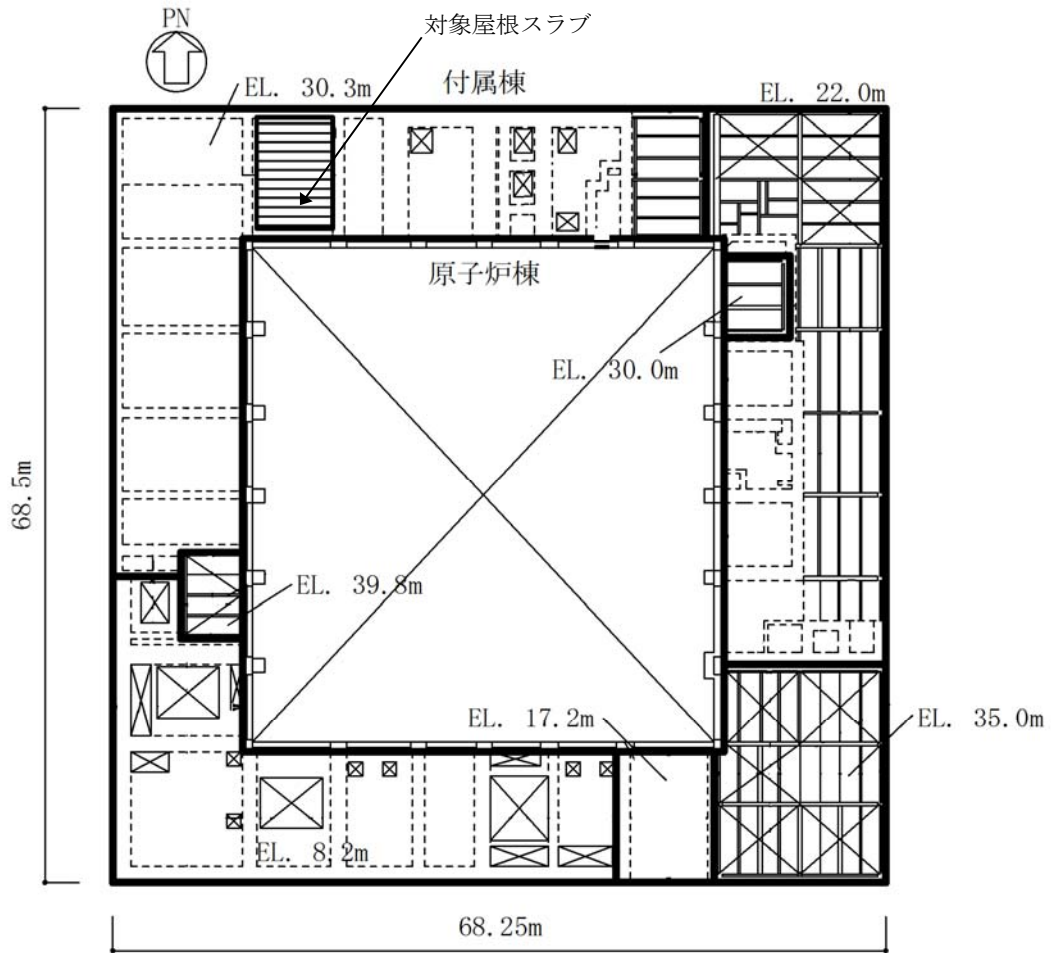 PN
対象屋根スラブ
EL. 30.3m
付属棟
EL. 22.0m
原子炉棟
EL. 30.0m
68.5m
EL. 39.8m
EL. 17.2m
EL. 35.0m
EL. 8.2m
68.25m